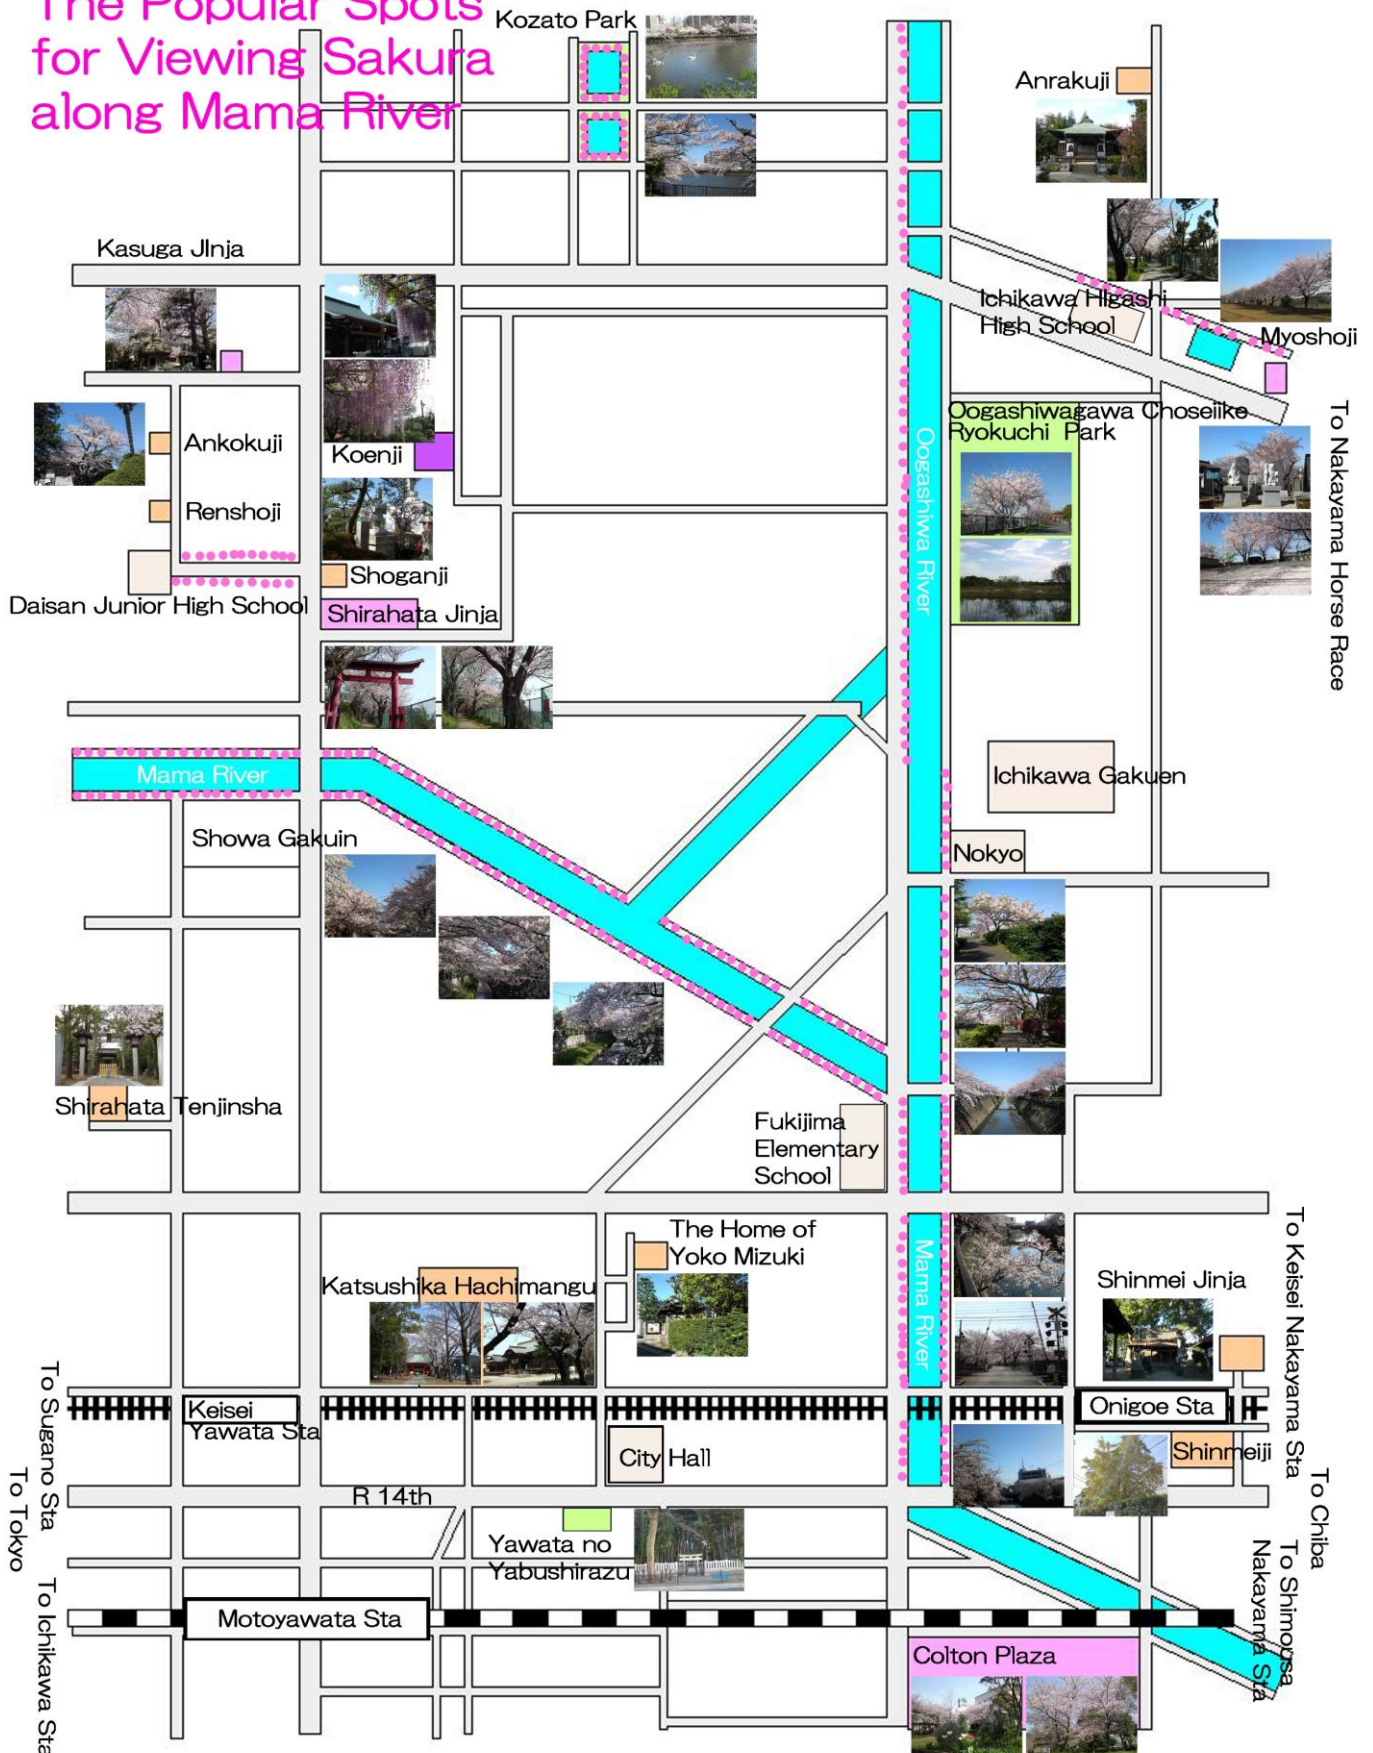 The Popular Spots
for Viewing Sakura
along Mama River
Kozato Park
Anrakuji
Kasuga JInja
Ichikawa HIgashi
High School
Myoshoji
Oogashiwagawa Choseiike
Ryokuchi Park
To Nakayama Horse Race
Ankokuji
Koenji
Renshoji
Oogashiwa River
Shoganji
Daisan Junior High School
Shirahata Jinja
Mama River
Ichikawa Gakuen
Showa Gakuin
Nokyo
Shirahata Tenjinsha
Fukijima
Elementary
School
The Home of
Yoko Mizuki
Katsushika Hachimangu
Mama River
Shinmei Jinja
To Keisei Nakayama Sta
To Sugano Sta
Keisei
Yawata Sta
Onigoe Sta
City Hall
Shinmeiji
To Tokyo
R 14th
To Chiba
Yawata no
Yabushirazu
To Shimousa
Nakayama Sta
To Ichikawa Sta
Motoyawata Sta
Colton Plaza